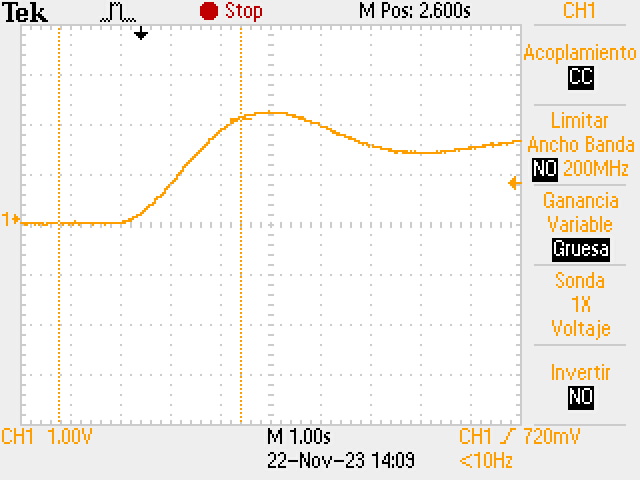 Tek Stop M Pos: 2.600s CH1
Acoplamiento
CC
Limitar
Ancho Banda
NO 200MHz
Ganancia
Variable
Gruesa
Sonda
1X
Voltaje
Invertir
NO
1
CH1 1.00V M 1.00s CH1 720mV
22-Nov-23 14:09 <10Hz